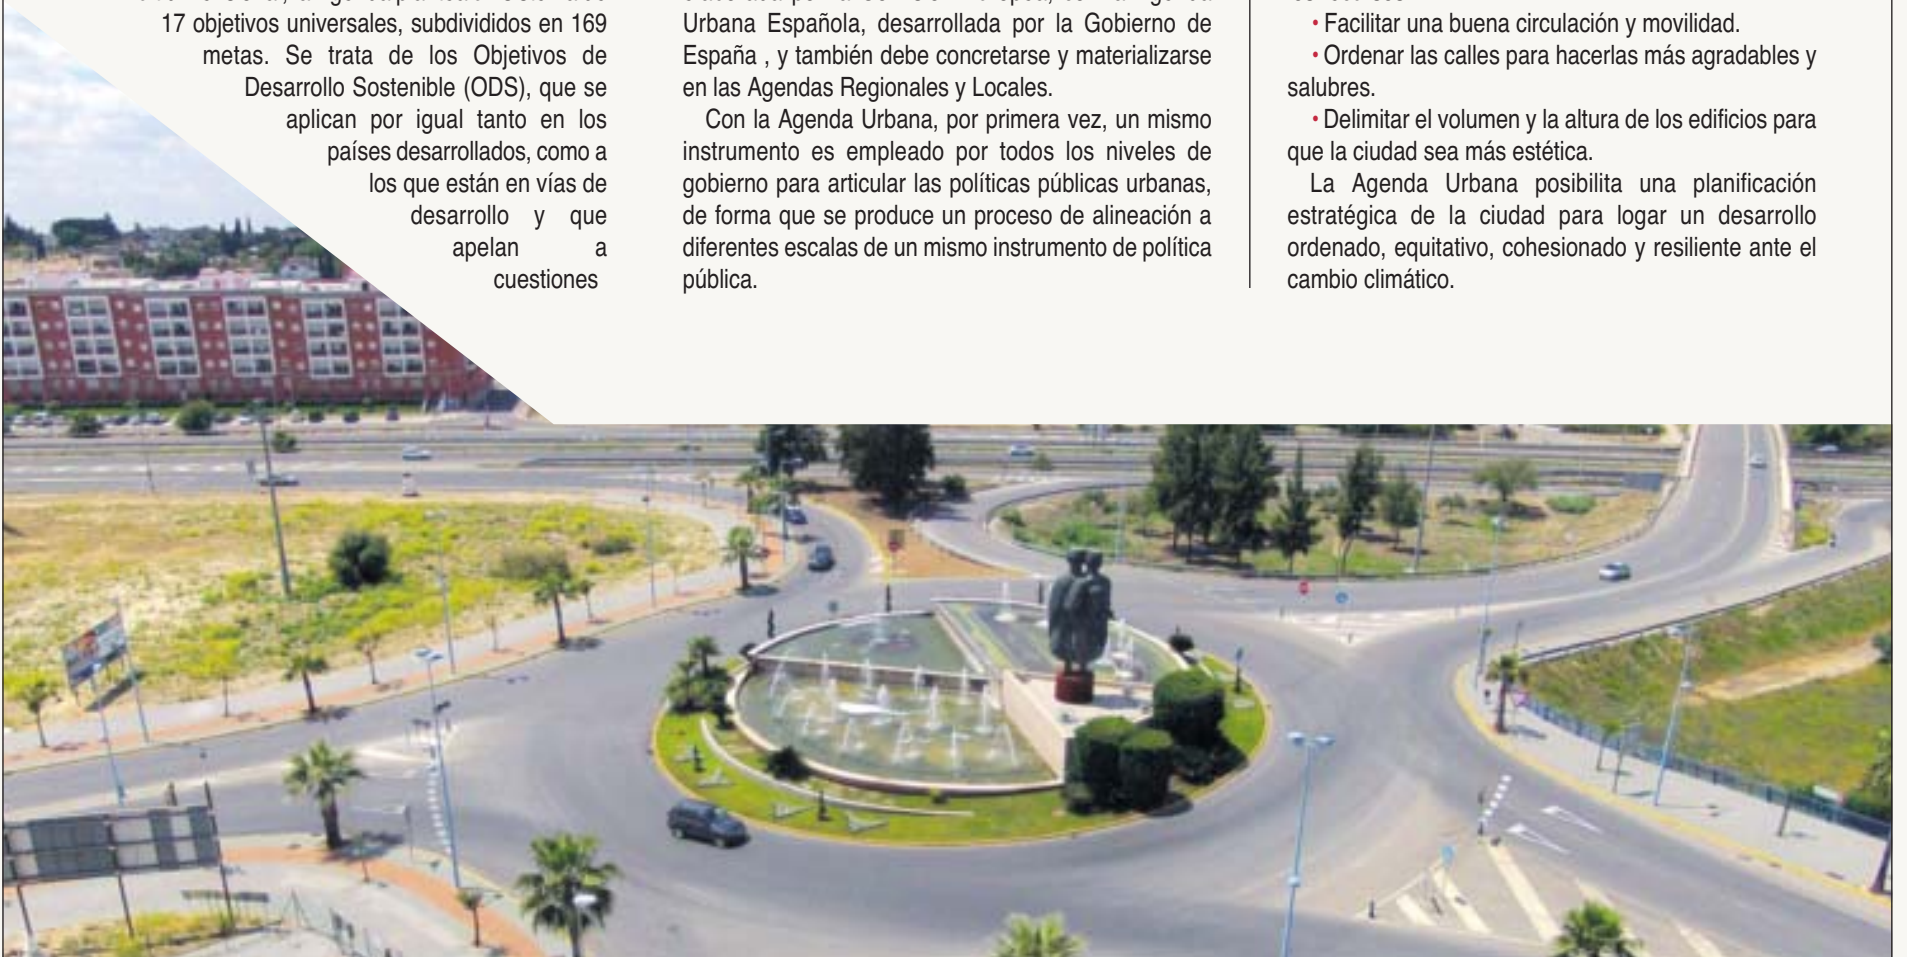 17 objetivos universales, subdivididos en 169
metas. Se trata de los Objetivos de
Desarrollo Sostenible (ODS), que se
aplican por igual tanto en los
países desarrollados, como a
los que están en vías de
desarrollo y que
apelan a
cuestiones
Urbana Española, desarrollada por la Gobierno de
España , y también debe concretarse y materializarse
en las Agendas Regionales y Locales.
Con la Agenda Urbana, por primera vez, un mismo
instrumento es empleado por todos los niveles de
gobierno para articular las políticas públicas urbanas,
de forma que se produce un proceso de alineación a
diferentes escalas de un mismo instrumento de política
pública.
• Facilitar una buena circulación y movilidad.
• Ordenar las calles para hacerlas más agradables y
salubres.
• Delimitar el volumen y la altura de los edificios para
que la ciudad sea más estética.
La Agenda Urbana posibilita una planificación
estratégica de la ciudad para logar un desarrollo
ordenado, equitativo, cohesionado y resiliente ante el
cambio climático.